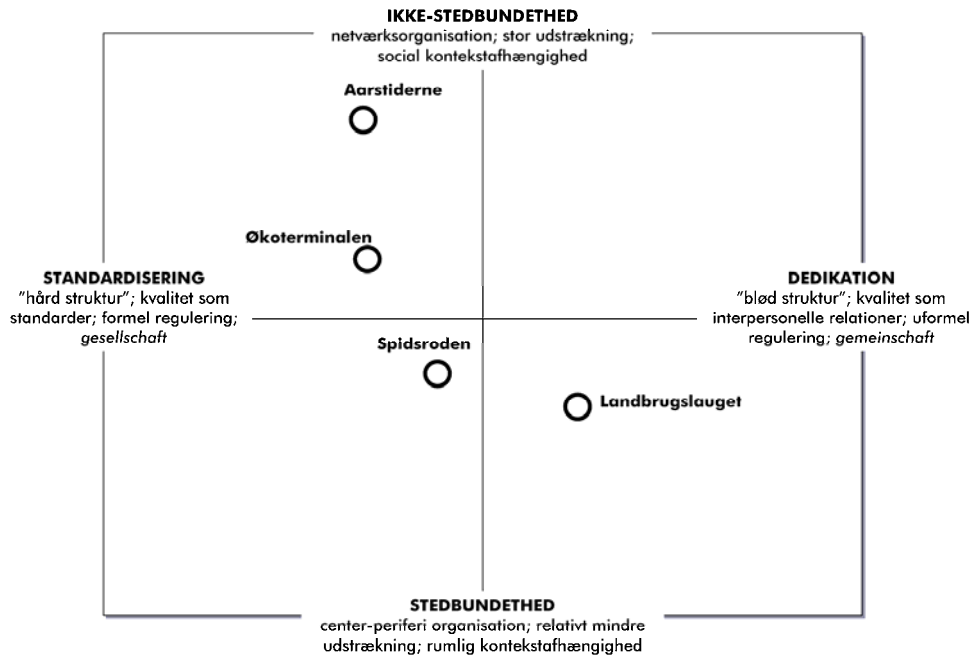 IKKE-STEDBUNDETHED
netværksorganisation; stor udstrækning;
social kontekstafhængighed
Aarstiderne
Økoterminalen
STANDARDISERING
"hård struktur"; kvalitet som
standarder; formel regulering;
gesellschaft
DEDIKATION
"blød struktur"; kvalitet som
interpersonelle relationer; uformel
regulering; gemeinschaft
Spidsroden
Landbrugslauget
STEDBUNDETHED
center-periferi organisation; relativt mindre
udstrækning; rumlig kontekstafhængighed